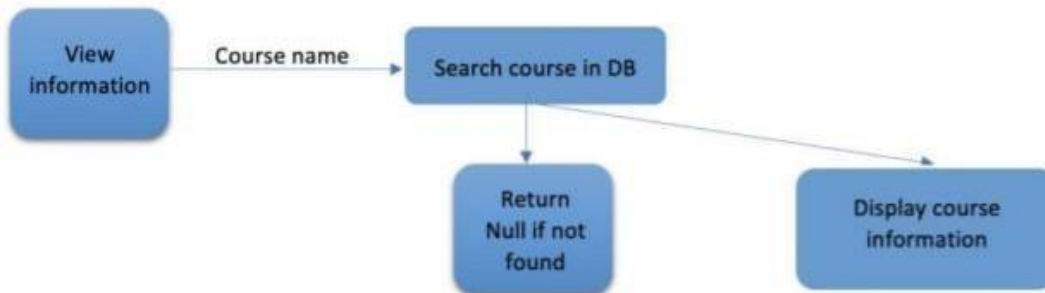 View
information
Course name
Search course in DB
Return
Null if not
found
Display course
information